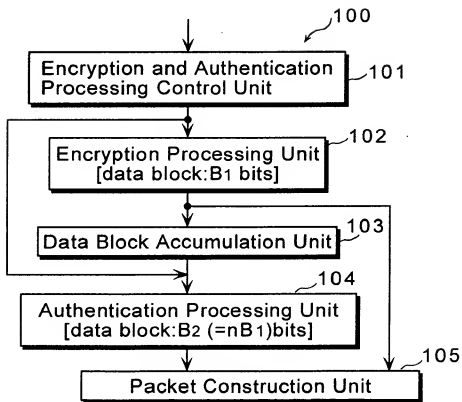 100
Encryption and Authentication
Processing Control Unit
101
102
Encryption Processing Unit
[data block:B1 bits]
103
Data Block Accumulation Unit
104
Authentication Processing Unit
[data block:B2 (=nB1)bits]
105
Packet Construction Unit